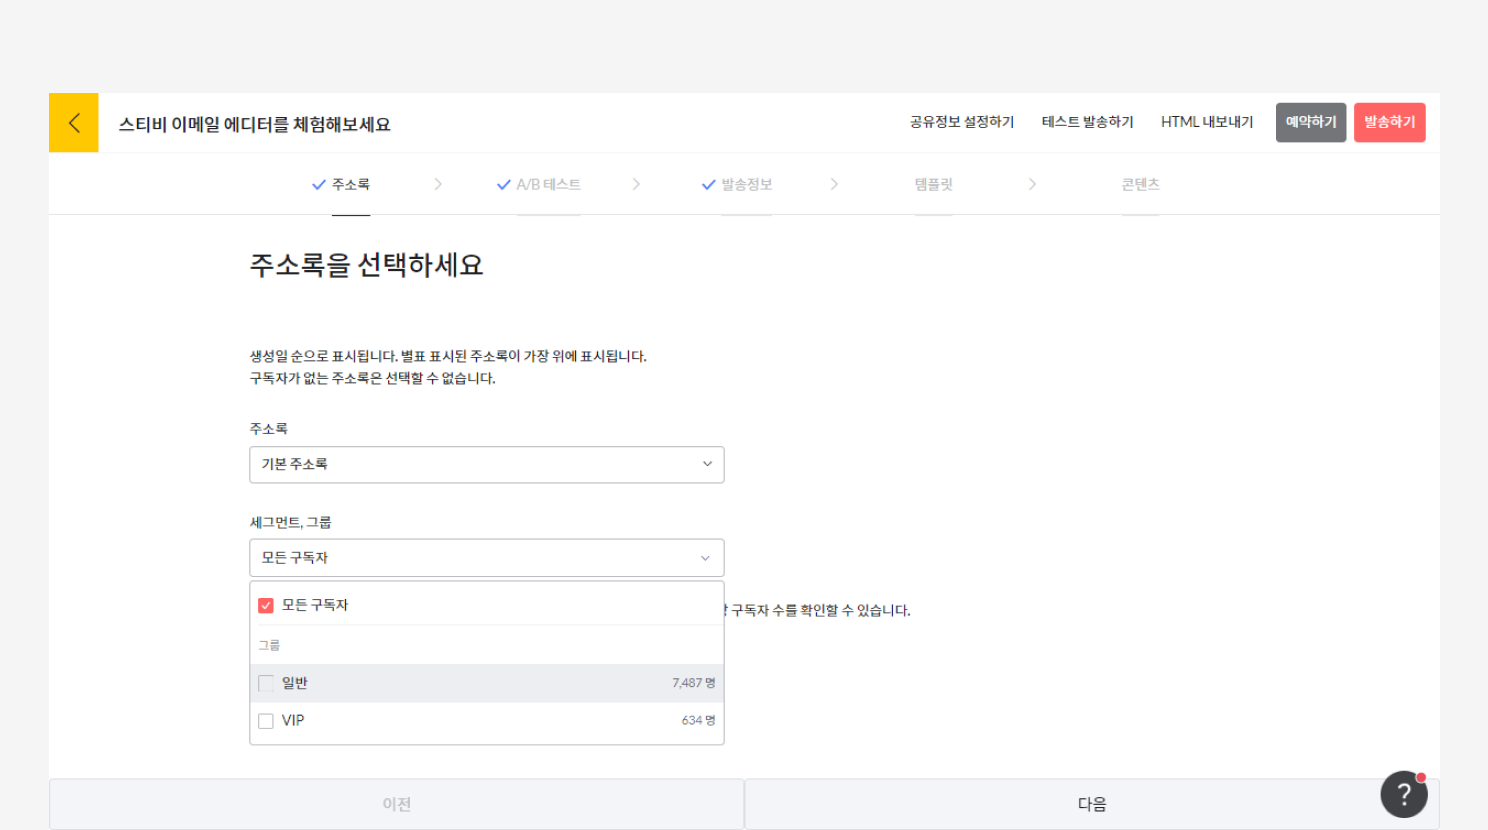 스티비 이메일 에디터를 체험해보세요
공유정보 설정하기
테스트 발송하기
HTML 내보내기
예약하기
발송하기
주소록
A/B 테스트
발송정보
템플릿
콘텐츠
주소록을 선택하세요
생성일 순으로 표시됩니다. 별표 표시된 주소록이 가장 위에 표시됩니다.
구독자가 없는 주소록은 선택할 수 없습니다.
주소록
기본 주소록
세그먼트, 그룹
모든 구독자
모든 구독자
구독자 수를 확인할 수 있습니다.
그룹
일반 7,487 명
VIP 634 명
이전
다음
?